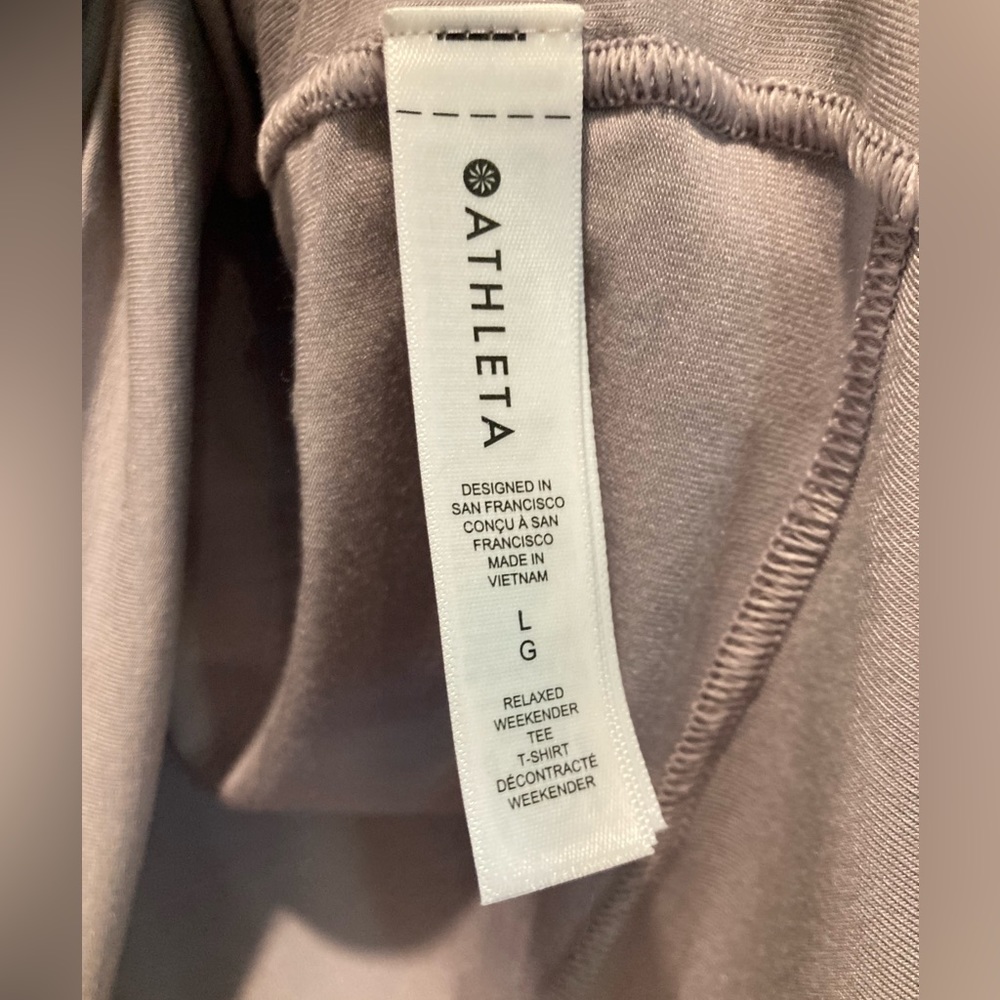 ATHLETA
DESIGNED IN
SAN FRANCISCO
CONÇU À SAN
FRANCISCO
MADE IN
VIETNAM
L
G
RELAXED
WEEKENDER
TEE
T-SHIRT
DÉCONTRACTÉ
WEEKENDER